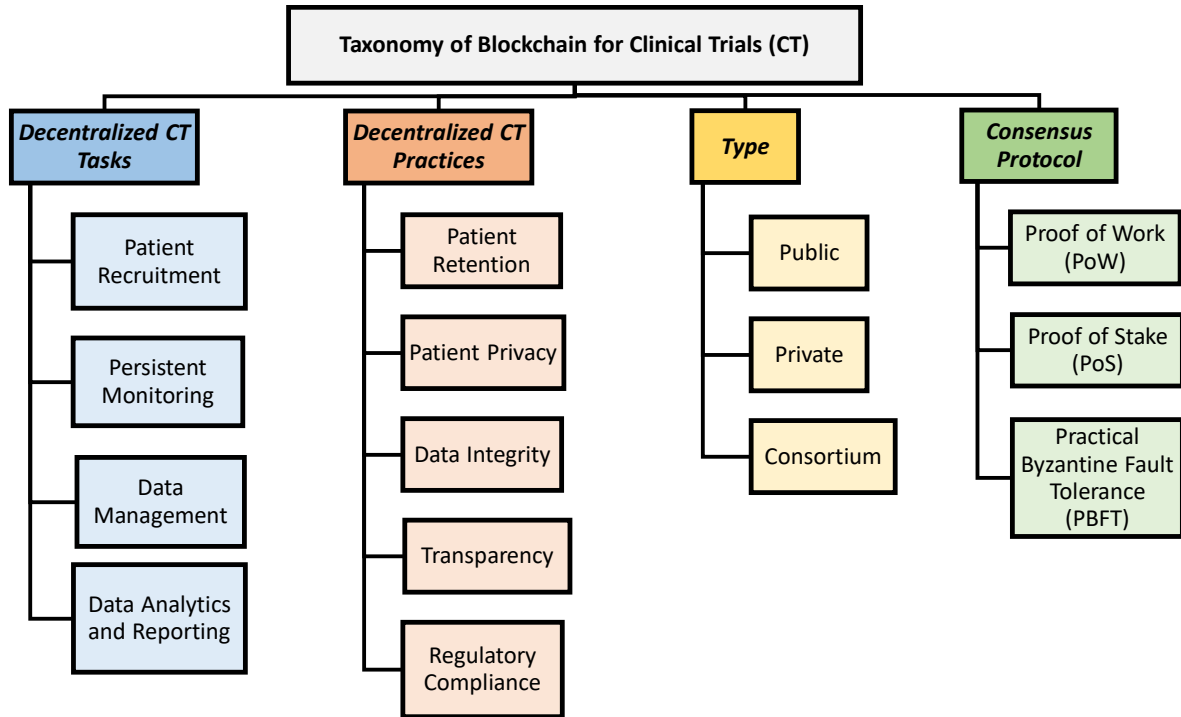 Taxonomy of Blockchain for Clinical Trials (CT)
Decentralized CT
Tasks
Patient
Recruitment
Persistent
Monitoring
Data
Management
Data Analytics
and Reporting
Decentralized CT
Practices
Patient
Retention
Patient Privacy
Data Integrity
Transparency
Regulatory
Compliance
Type
Public
Private
Consortium
Consensus
Protocol
Proof of Work
(PoW)
Proof of Stake
(PoS)
Practical
Byzantine Fault
Tolerance
(PBFT)